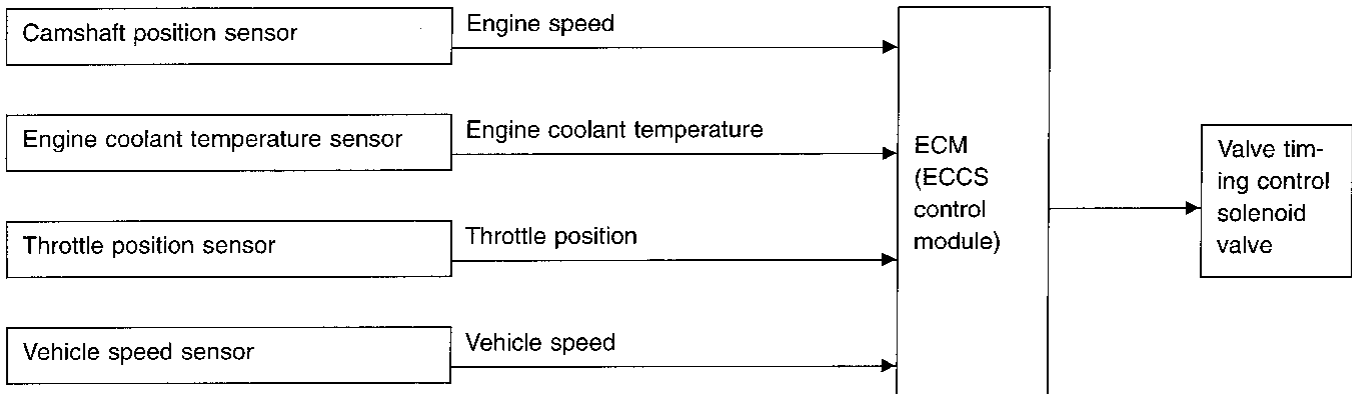 Camshaft position sensor
Engine speed
Engine coolant temperature sensor
Engine coolant temperature
Throttle position sensor
Throttle position
Vehicle speed sensor
Vehicle speed
ECM
(ECCS
control
module)
Valve tim-
ing control
solenoid
valve